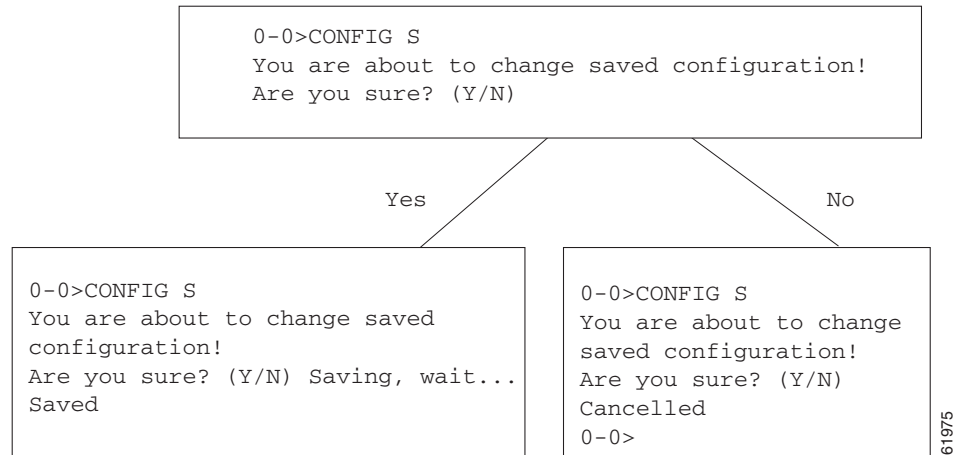 0-0>CONFIG S
You are about to change saved configuration!
Are you sure? (Y/N)
Yes
No
0-0>CONFIG S
You are about to change saved
configuration!
Are you sure? (Y/N) Saving, wait...
Saved
0-0>CONFIG S
You are about to change
saved configuration!
Are you sure? (Y/N)
Cancelled
0-0>
61975